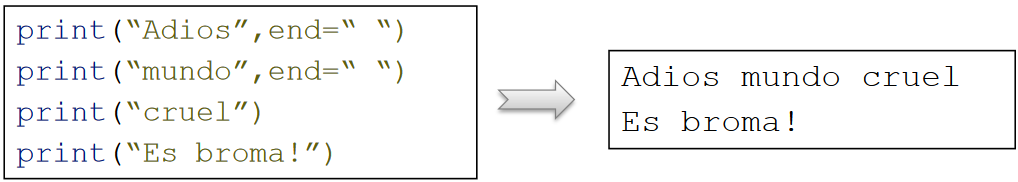 print(“Adios”,end=“ “)
print(“mundo”,end=“ “)
print(“cruel”)
print(“Es broma!”)
Adios mundo cruel
Es broma!